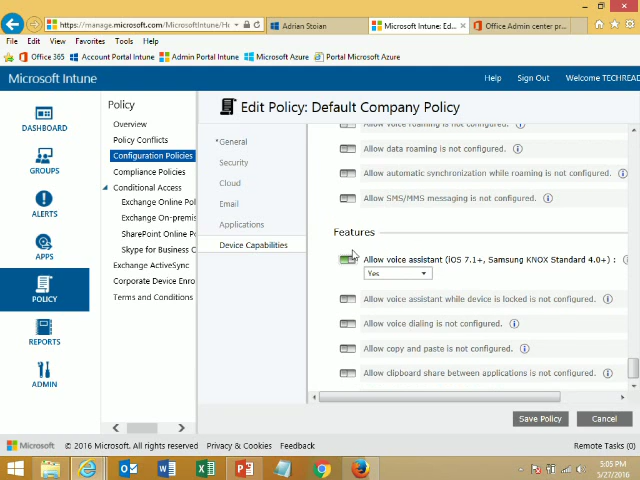 https://manage.microsoft.com/MicrosoftIntune/H
Adrian Stoian
Microsoft Intune: Ed...
Office Admin center pr...
File Edit View Favorites Tools Help
Office 365 Account Portal Intune Admin Portal Intune Microsoft Azure Portal Microsoft Azure
Microsoft Intune
Help Sign Out Welcome TECHREAD
DASHBOARD
GROUPS
ALERTS
APPS
POLICY
REPORTS
ADMIN
Policy
Overview
Policy Conflicts
Configuration Policies
Compliance Policies
Conditional Access
Exchange Online Pol
Exchange On-premis
SharePoint Online P
Skype for Business C
Exchange ActiveSync
Corporate Device Enro
Terms and Conditions
Edit Policy: Default Company Policy
*General
Security
Cloud
Email
Applications
Device Capabilities
Allow voice roaming is not configured.
Allow data roaming is not configured.
Allow automatic synchronization while roaming is not configured.
Allow SMS/MMS messaging is not configured.
Features
Allow voice assistant (iOS 7.1+, Samsung KNOX Standard 4.0+) :
Yes
Allow voice assistant while device is locked is not configured.
Allow voice dialing is not configured.
Allow copy and paste is not configured.
Allow clipboard share between applications is not configured.
Save Policy Cancel
Microsoft © 2016 Microsoft. All rights reserved. Privacy & Cookies Feedback Remote Tasks (0)
5:05 PM
5/27/2016